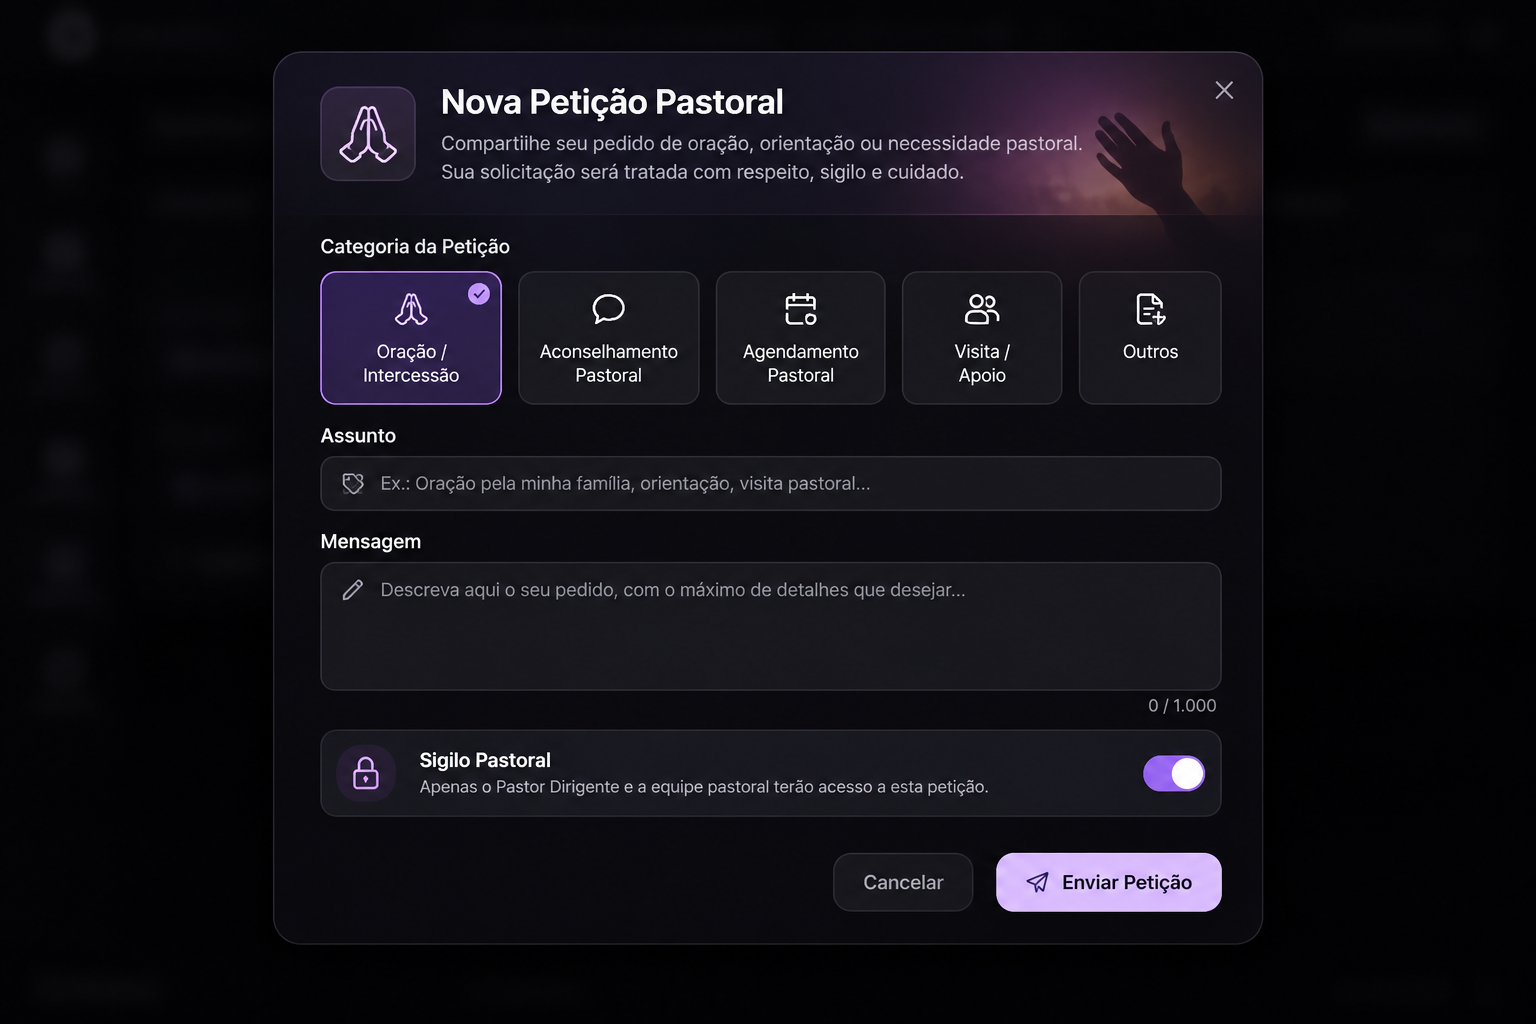 Nova Petição Pastoral
Compartiihe seu pedido de oração, orientação ou necessidade pastoral.
Sua solicitação será tratada com respeito, sigilo e cuidado.
Categoria da Petição
Oração /
Intercessão
Aconselhamento
Pastoral
Agendamento
Pastoral
Visita /
Apoio
Outros
Assunto
Ex.: Oração pela minha família, orientação, visita pastoral...
Mensagem
Descreva aqui o seu pedido, com o máximo de detalhes que desejar...
0 / 1.000
Sigilo Pastoral
Apenas o Pastor Dirigente e a equipe pastoral terão acesso a esta petição.
Cancelar
Enviar Petição